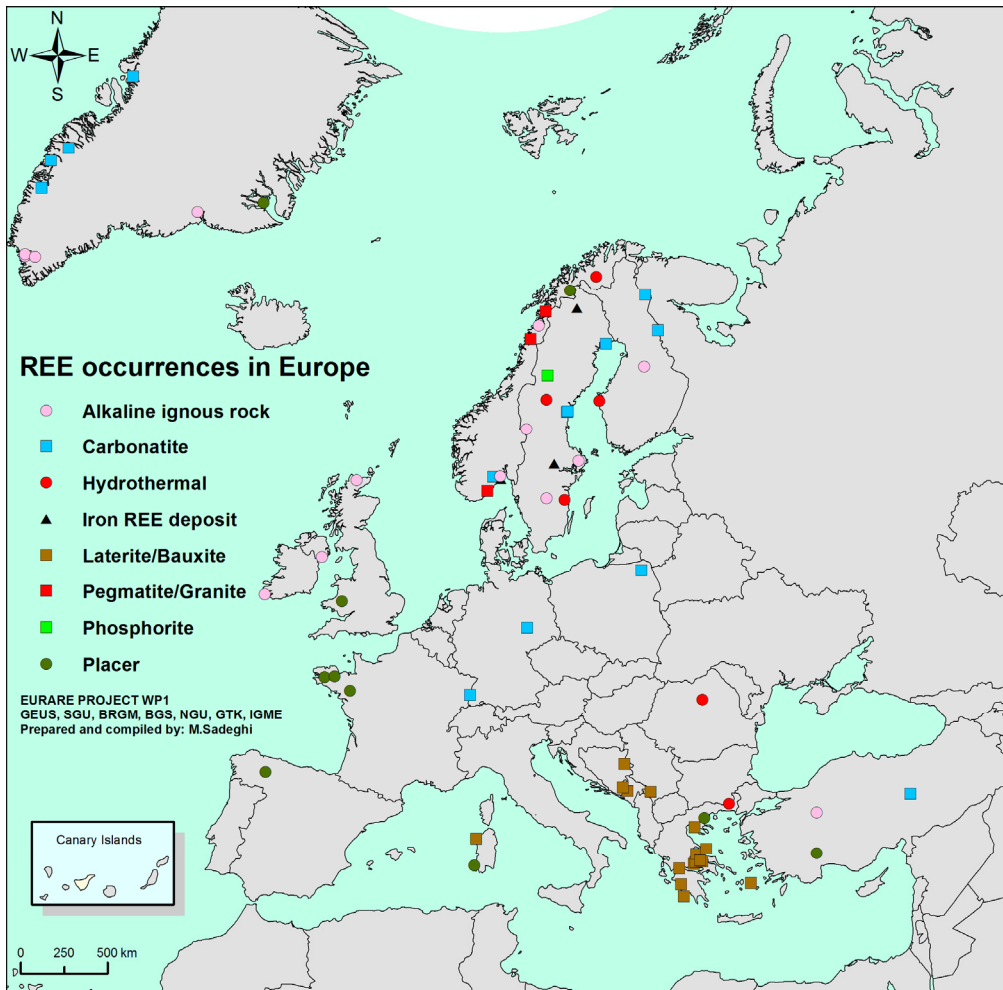 N
W E
S
REE occurrences in Europe
Alkaline ignous rock
Carbonatite
Hydrothermal
Iron REE deposit
Laterite/Bauxite
Pegmatite/Granite
Phosphorite
Placer
EURARE PROJECT WP1
GEUS, SGU, BRGM, BGS, NGU, GTK, IGME
Prepared and compiled by: M.Sadeghi
Canary Islands
0 250 500 km